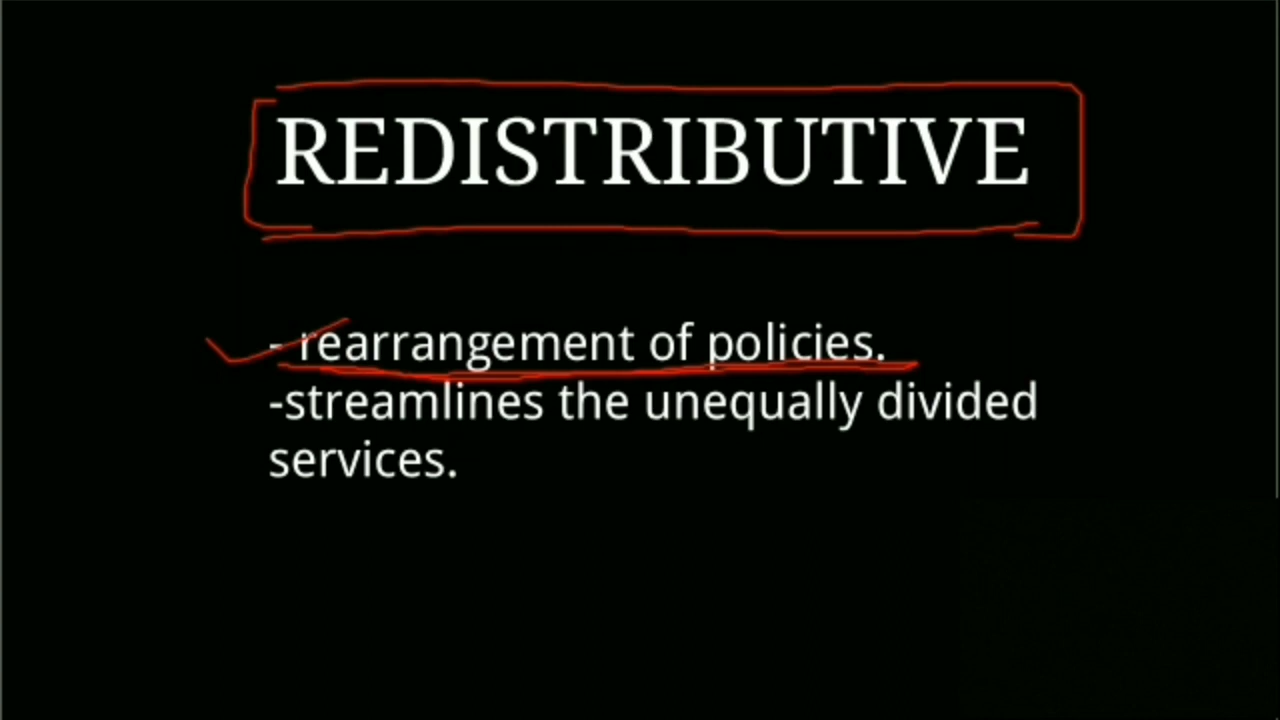 REDISTRIBUTIVE
- rearrangement of policies.
-streamlines the unequally divided
services.